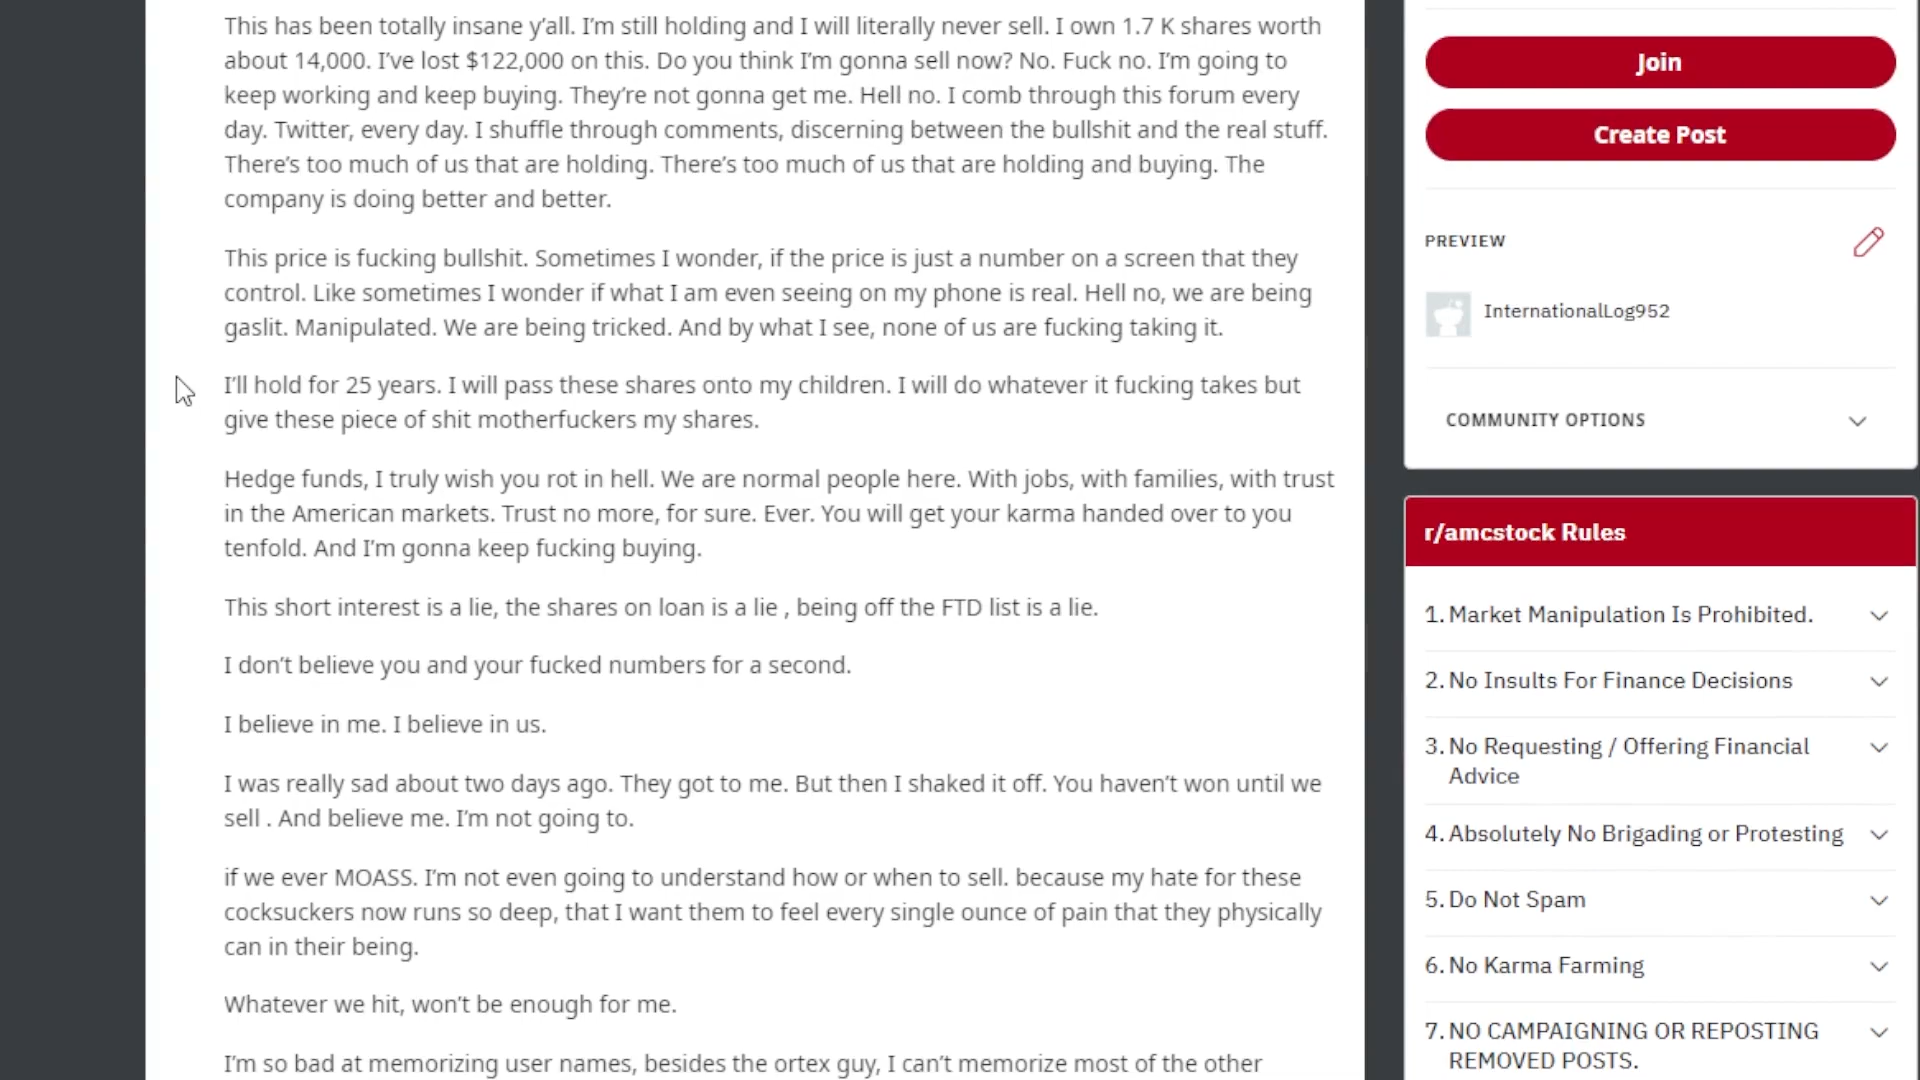 This has been totally insane y'all. I'm still holding and I will literally never sell. I own 1.7 K shares worth
about 14,000. I've lost $122,000 on this. Do you think I'm gonna sell now? No. Fuck no. I'm going to
keep working and keep buying. They're not gonna get me. Hell no. I comb through this forum every
day. Twitter, every day. I shuffle through comments, discerning between the bullshit and the real stuff.
There's too much of us that are holding. There's too much of us that are holding and buying. The
company is doing better and better.
This price is fucking bullshit. Sometimes I wonder, if the price is just a number on a screen that they
control. Like sometimes I wonder if what I am even seeing on my phone is real. Hell no, we are being
gaslit. Manipulated. We are being tricked. And by what I see, none of us are fucking taking it.
I'll hold for 25 years. I will pass these shares onto my children. I will do whatever it fucking takes but
give these piece of shit motherfuckers my shares.
Hedge funds, I truly wish you rot in hell. We are normal people here. With jobs, with families, with trust
in the American markets. Trust no more, for sure. Ever. You will get your karma handed over to you
tenfold. And I'm gonna keep fucking buying.
This short interest is a lie, the shares on loan is a lie , being off the FTD list is a lie.
I don't believe you and your fucked numbers for a second.
I believe in me. I believe in us.
I was really sad about two days ago. They got to me. But then I shaked it off. You haven't won until we
sell . And believe me. I'm not going to.
if we ever MOASS. I'm not even going to understand how or when to sell. because my hate for these
cocksuckers now runs so deep, that I want them to feel every single ounce of pain that they physically
can in their being.
Whatever we hit, won't be enough for me.
I'm so bad at memorizing user names, besides the ortex guy, I can't memorize most of the other
Join
Create Post
PREVIEW
InternationalLog952
COMMUNITY OPTIONS
r/amcstock Rules
1. Market Manipulation Is Prohibited.
2. No Insults For Finance Decisions
3. No Requesting / Offering Financial
Advice
4. Absolutely No Brigading or Protesting
5. Do Not Spam
6. No Karma Farming
7. NO CAMPAIGNING OR REPOSTING
REMOVED POSTS.